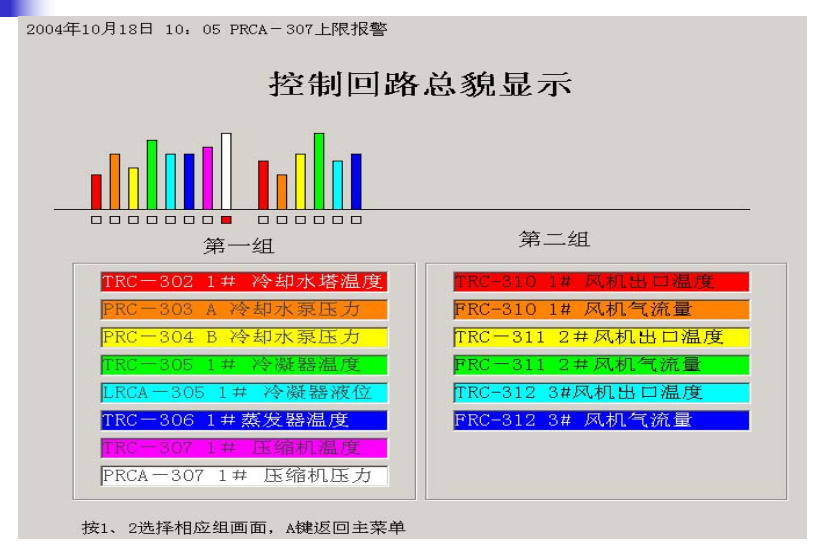 2004年10月18日 10：05 PRCA－307上限报警
控制回路总貌显示
第一组
第二组
TRC－302 1＃ 冷却水塔温度
PRC－303 A 冷却水泵压力
PRC－304 B 冷却水泵压力
TRC－305 1＃ 冷凝器温度
LRCA－305 1＃ 冷凝器液位
TRC－306 1＃蒸发器温度
TRC－307 1＃ 压缩机温度
PRCA－307 1＃ 压缩机压力
TRC-310 1# 风机出口温度
FRC-310 1# 风机气流量
TRC－311 2＃风机出口温度
FRC－311 2＃风机气流量
TRC-312 3#风机出口温度
FRC-312 3# 风机气流量
按1、2选择相应组画面，A键返回主菜单